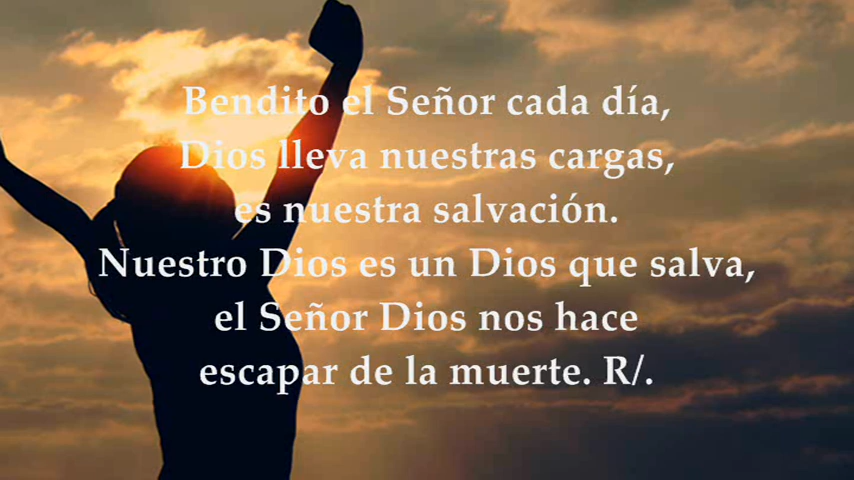 Bendito el Señor cada día,
Dios lleva nuestras cargas,
es nuestra salvación.
Nuestro Dios es un Dios que salva,
el Señor Dios nos hace
escapar de la muerte. R/.